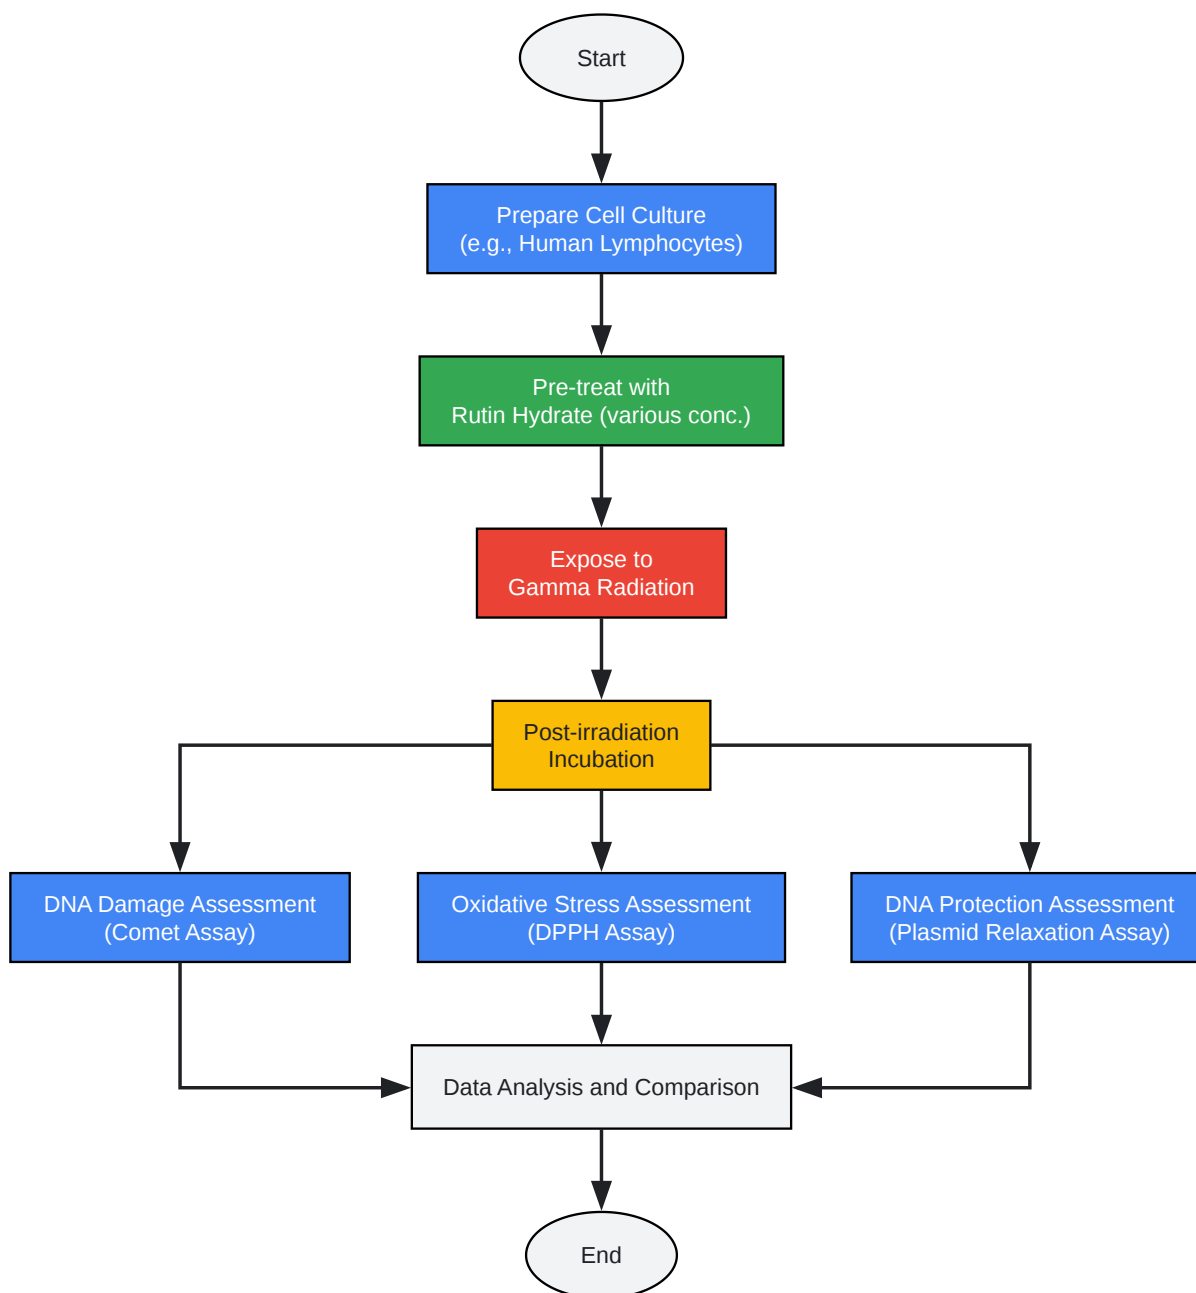 Start
Prepare Cell Culture
(e.g., Human Lymphocytes)
Pre-treat with
Rutin Hydrate (various conc.)
Expose to
Gamma Radiation
Post-irradiation
Incubation
DNA Damage Assessment
(Comet Assay)
Oxidative Stress Assessment
(DPPH Assay)
DNA Protection Assessment
(Plasmid Relaxation Assay)
Data Analysis and Comparison
End